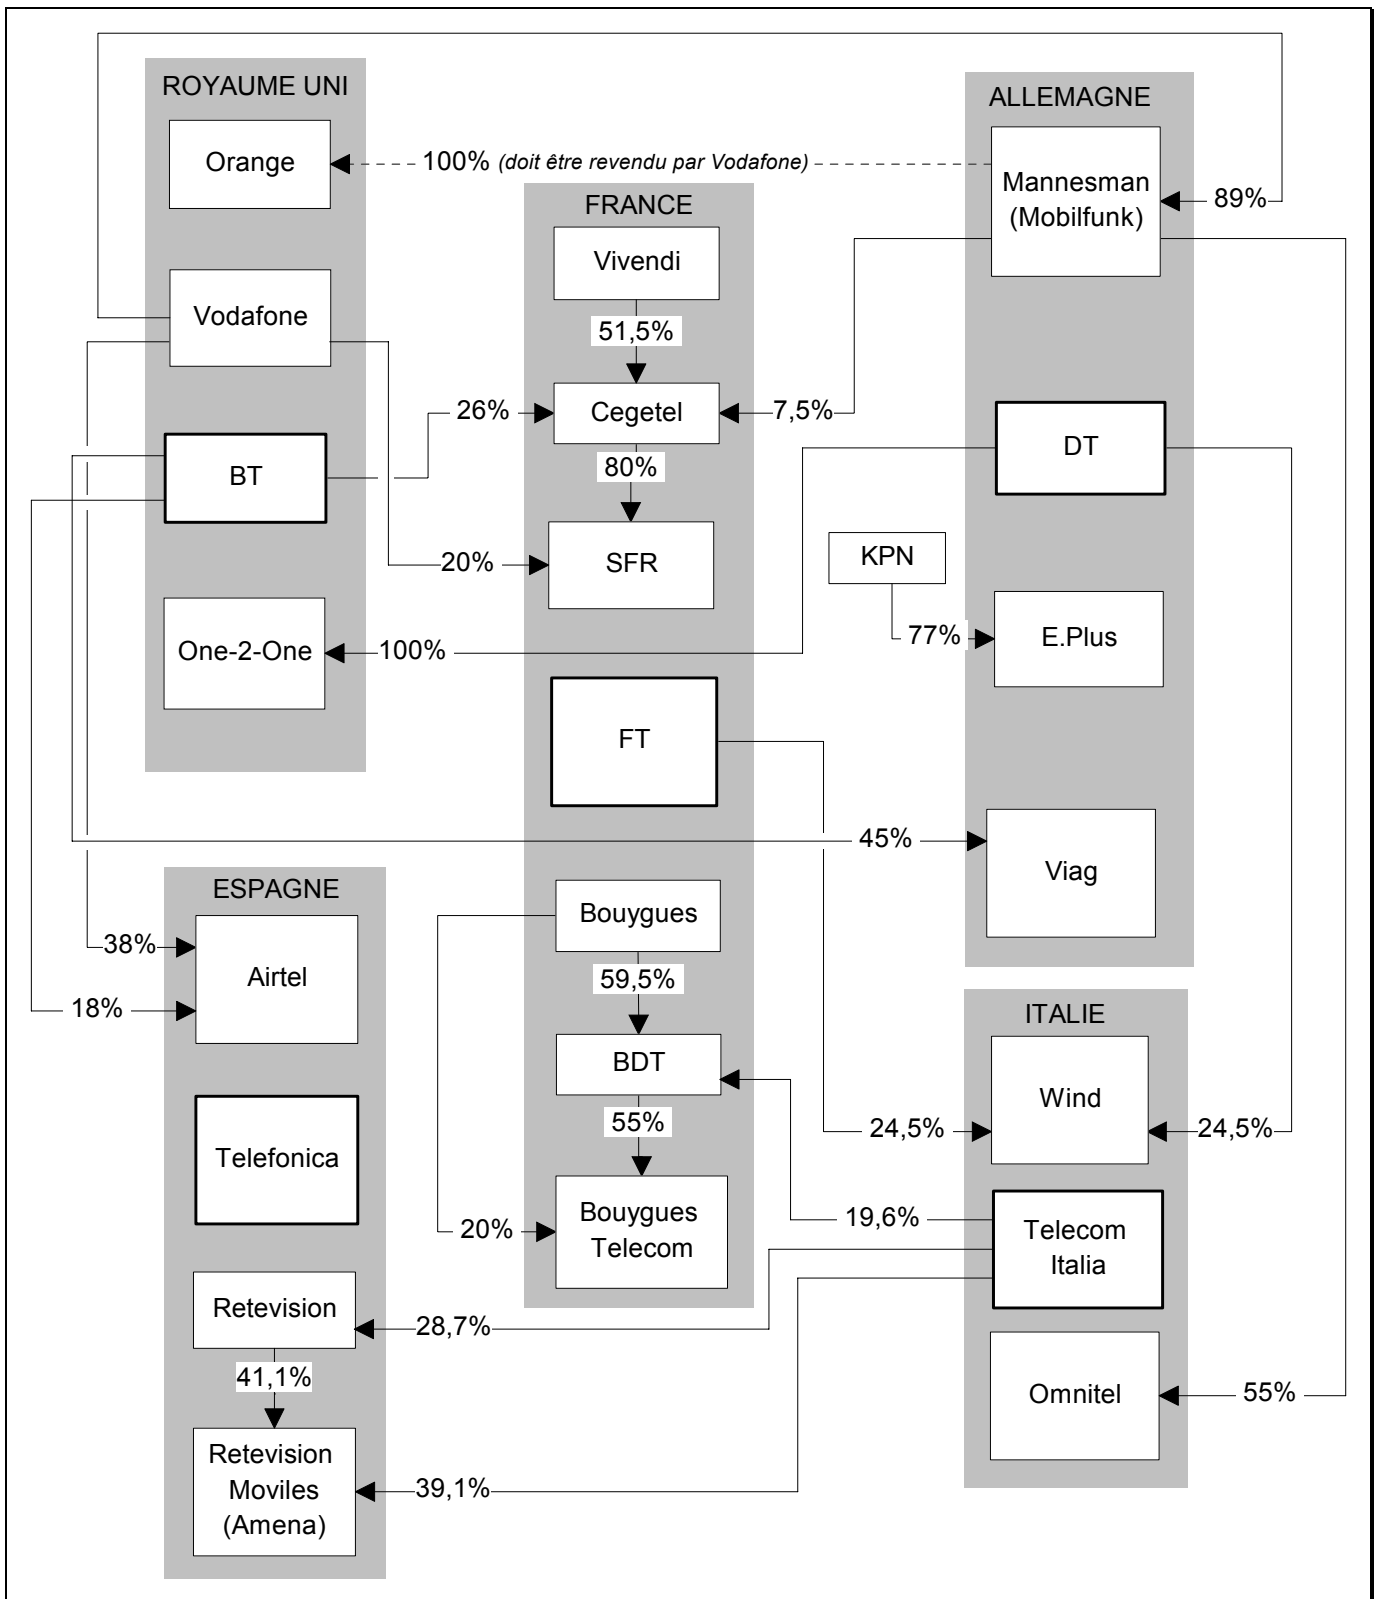 ROYAUME UNI
Orange
Vodafone
BT
One-2-One
100% (doit être revendu par Vodafone)
FRANCE
Vivendi
51,5%
Cegetel
80%
SFR
FT
Bouygues
59,5%
BDT
55%
Bouygues
Telecom
26%
20%
100%
7,5%
20%
ALLEMAGNE
Mannesman
(Mobilfunk)
89%
DT
KPN
77%
E.Plus
45%
Viag
ESPAGNE
38%
Airtel
18%
Telefonica
Retevision
41,1%
Retevision
Moviles
(Amena)
28,7%
39,1%
ITALIE
Wind
24,5%
24,5%
19,6%
Telecom
Italia
Omnitel
55%